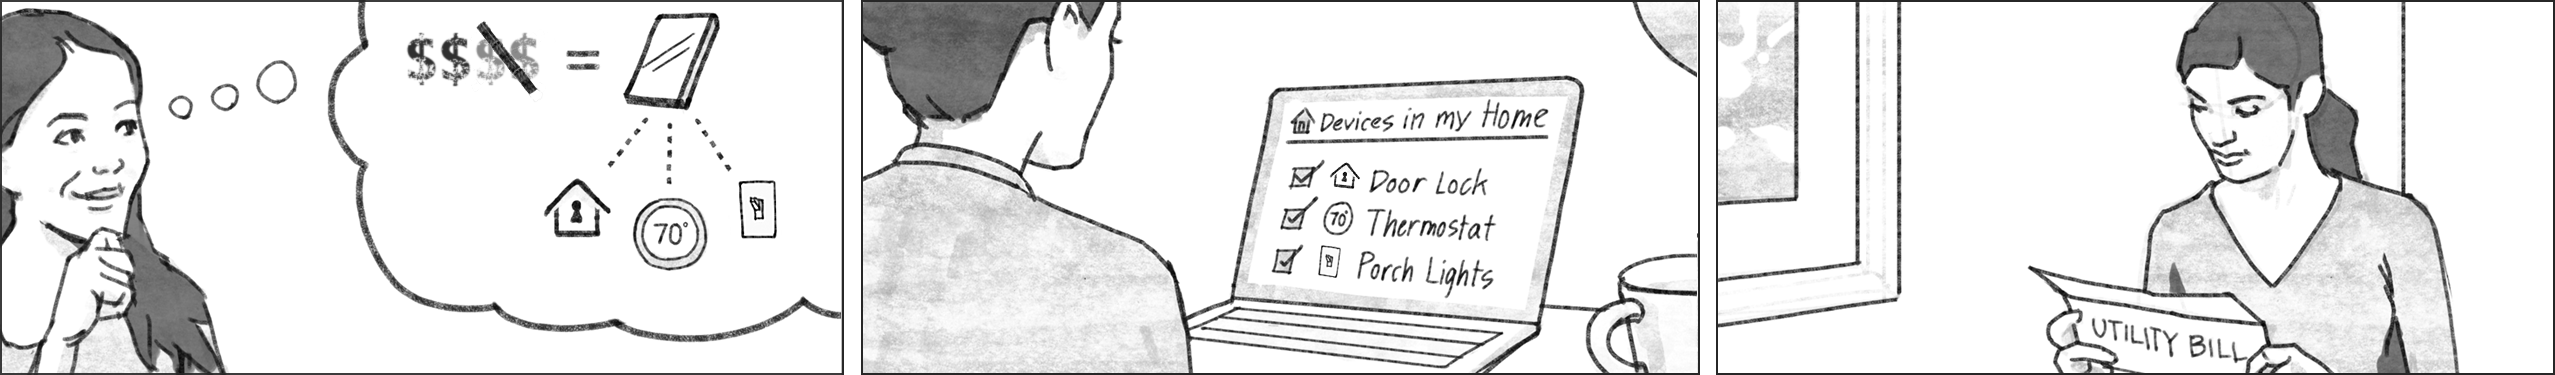 $$$$ =
70°
Devices in my Home
Door Lock
70° Thermostat
Porch Lights
UTILITY BILL